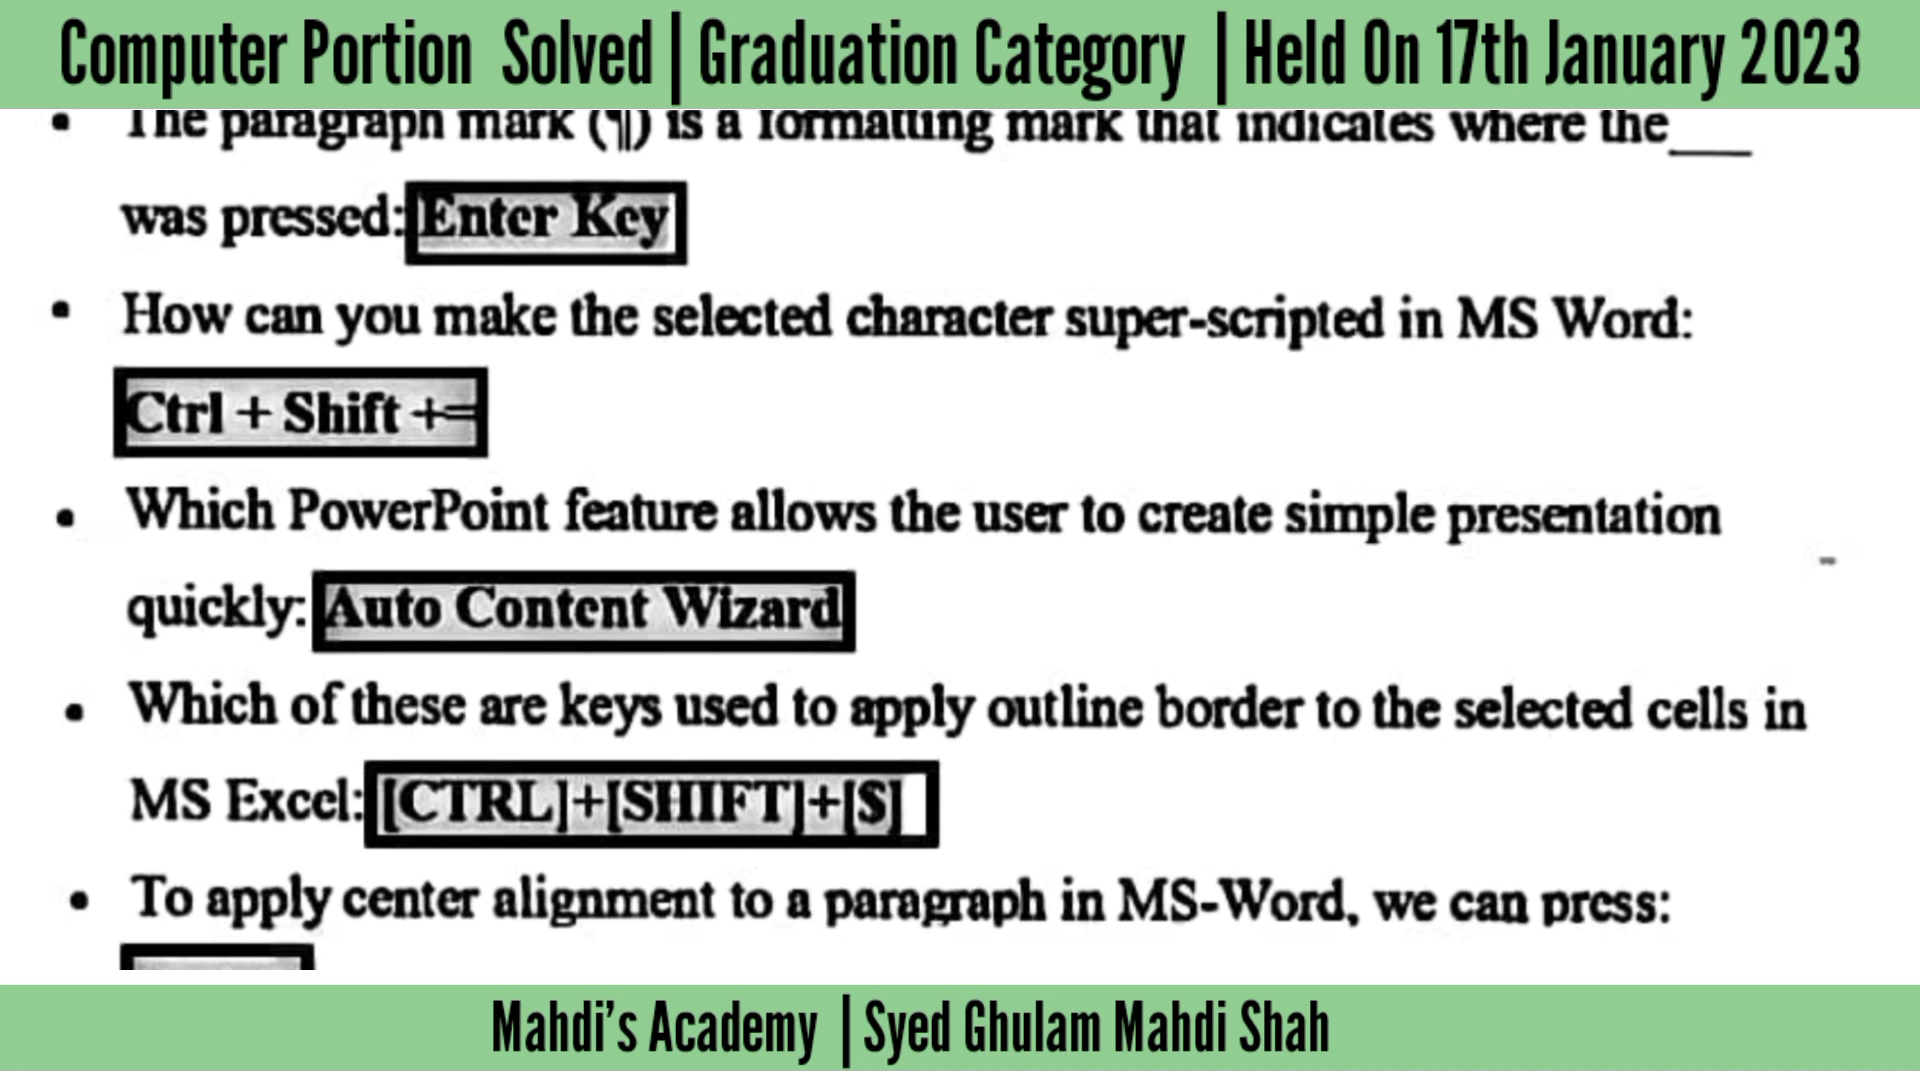 Computer Portion Solved | Graduation Category | Held On 17th January 2023
• The paragraph mark (¶) is a formatting mark that indicates where the___
was pressed: Enter Key
• How can you make the selected character super-scripted in MS Word:
Ctrl + Shift +=
• Which PowerPoint feature allows the user to create simple presentation
quickly: Auto Content Wizard
• Which of these are keys used to apply outline border to the selected cells in
MS Excel: [CTRL]+[SHIFT]+[$]
• To apply center alignment to a paragraph in MS-Word, we can press:
Mahdi's Academy | Syed Ghulam Mahdi Shah